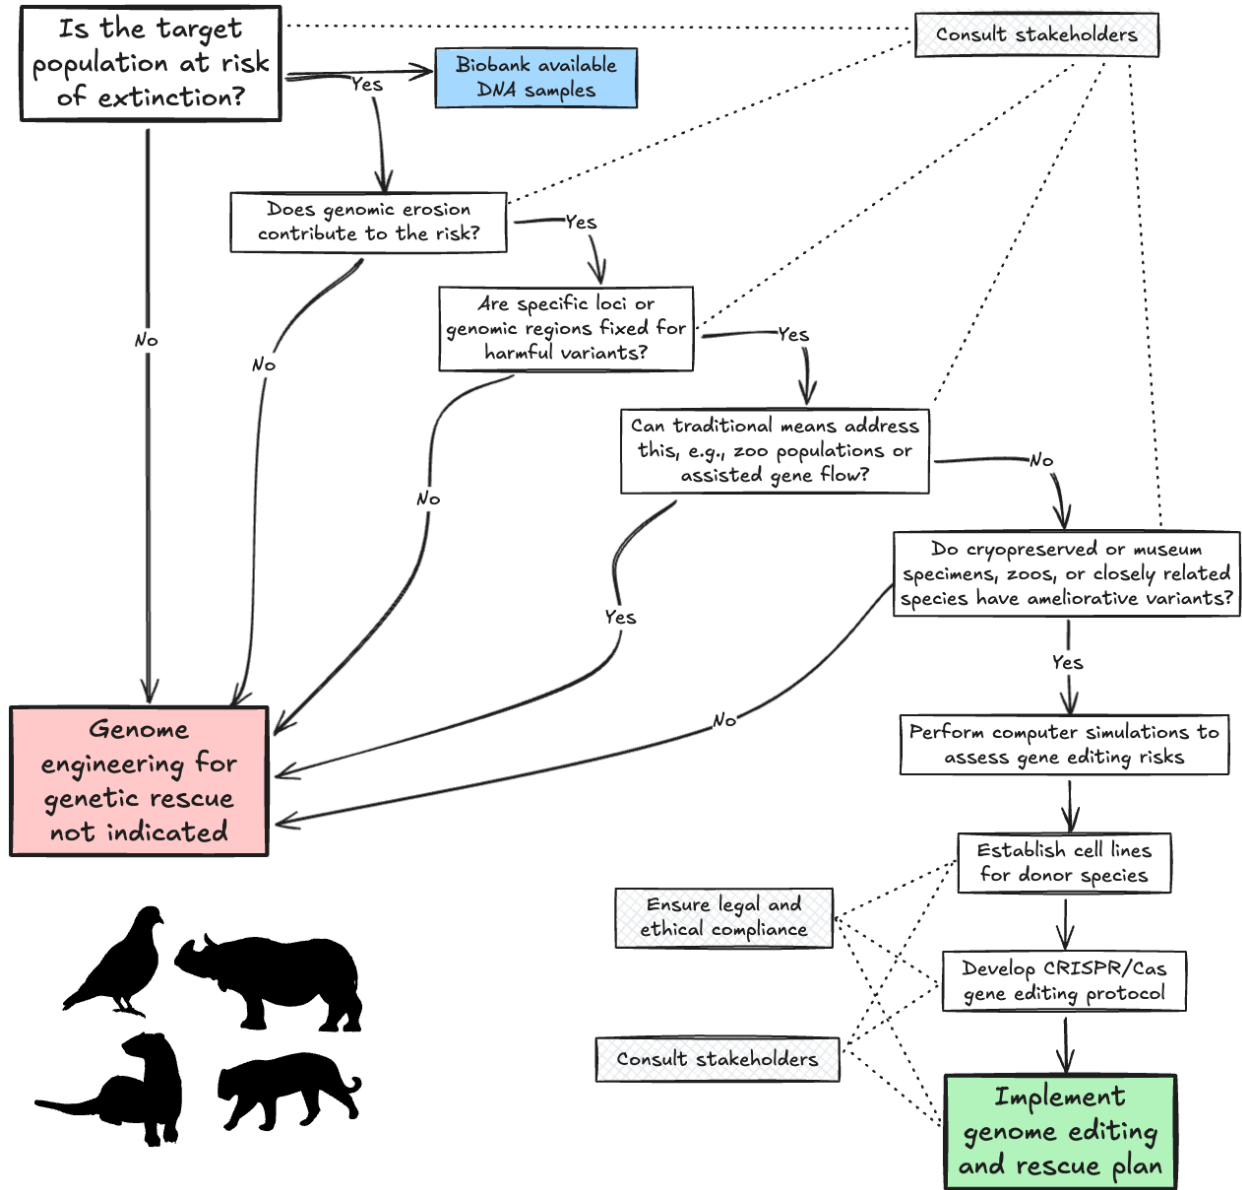 Is the target
population at risk
of extinction?
Consult stakeholders
Biobank available
DNA samples
Yes
Does genomic erosion
contribute to the risk?
Yes
Are specific loci or
genomic regions fixed for
harmful variants?
Yes
No
No
Can traditional means address
this, e.g., zoo populations or
assisted gene flow?
No
No
Do cryopreserved or museum
specimens, zoos, or closely related
species have ameliorative variants?
Yes
Yes
No
Genome
engineering for
genetic rescue
not indicated
Perform computer simulations to
assess gene editing risks
Establish cell lines
for donor species
Ensure legal and
ethical compliance
Develop CRISPR/Cas
gene editing protocol
Consult stakeholders
Implement
genome editing
and rescue plan